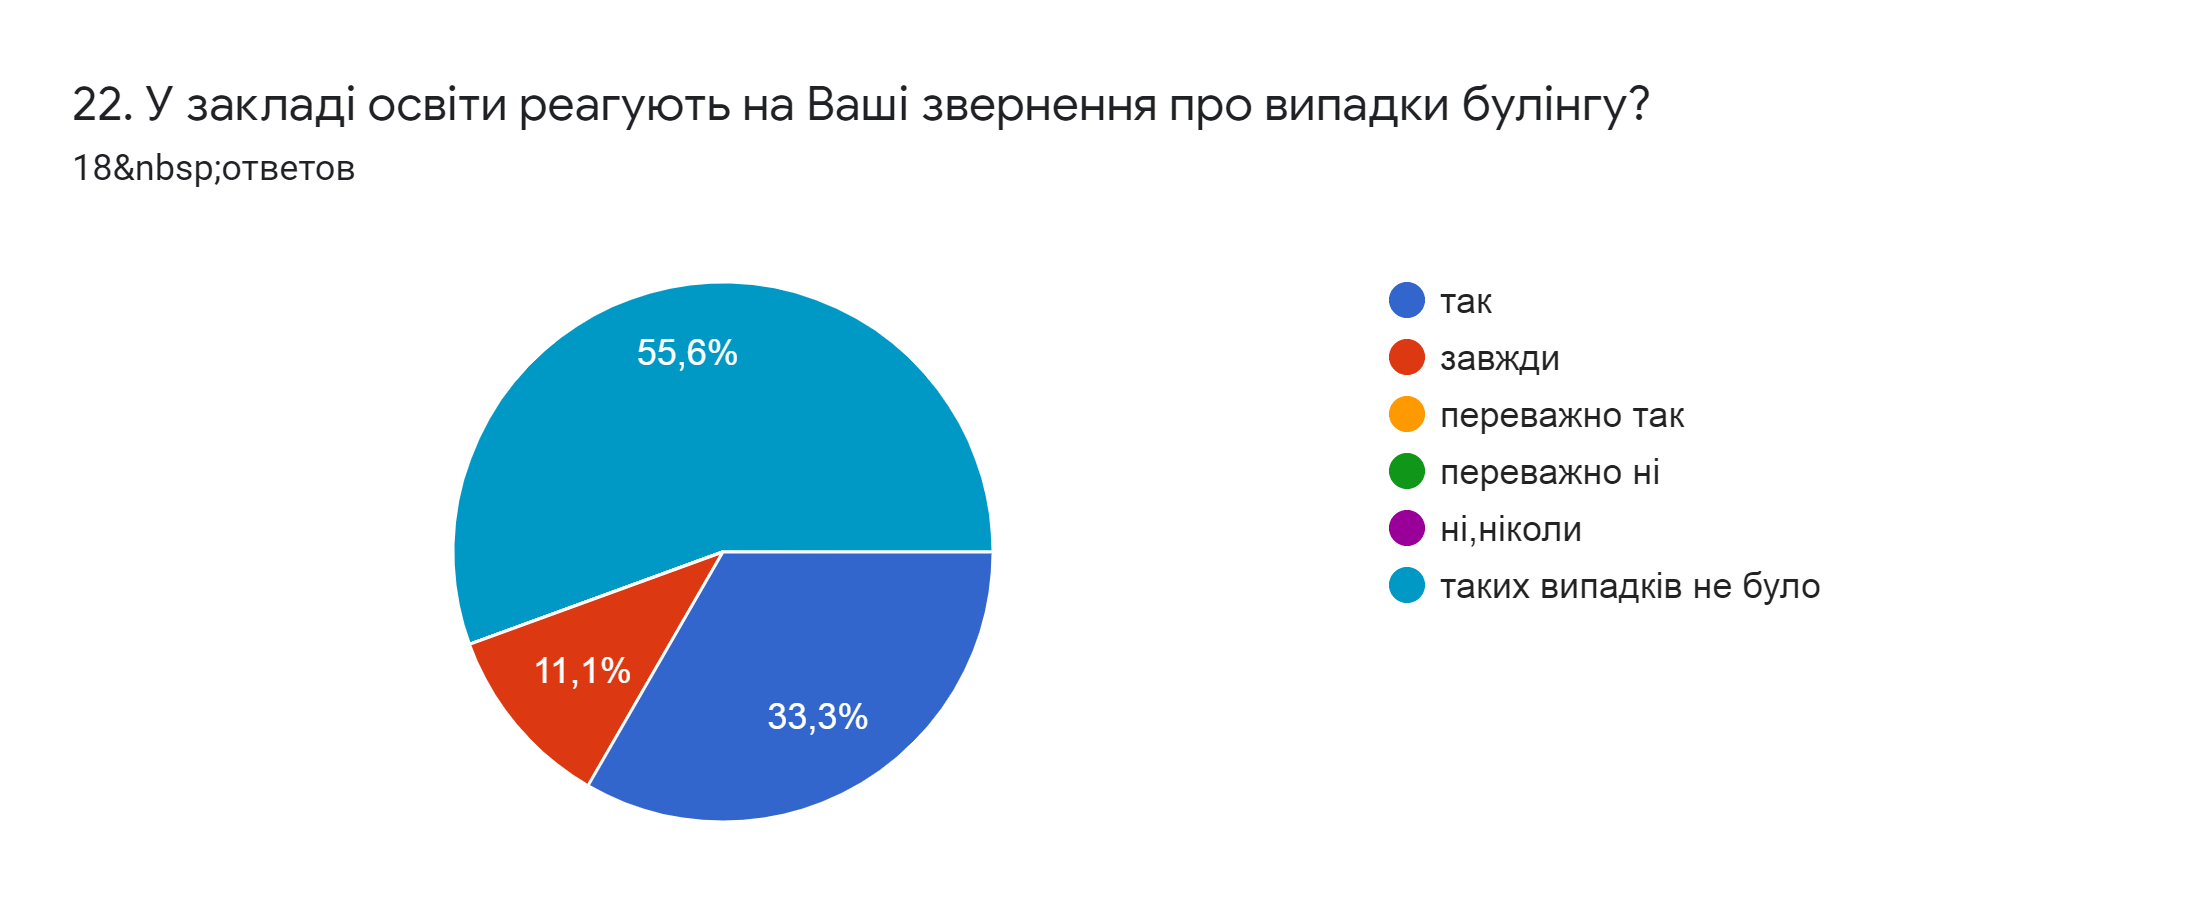 22. У закладі освіти реагують на Ваші звернення про випадки булінгу?
18&nbsp;ответов
55,6%
11,1%
33,3%
так
завжди
переважно так
переважно ні
ні,ніколи
таких випадків не було